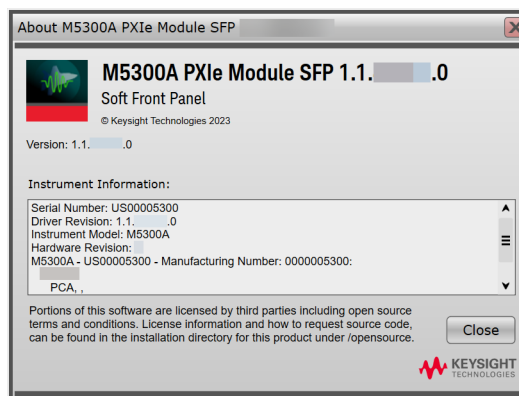 About M5300A PXIe Module SFP
M5300A PXIe Module SFP 1.1. .0
Soft Front Panel
© Keysight Technologies 2023
Version: 1.1. .0
Instrument Information:
Serial Number: US00005300
Driver Revision: 1.1. .0
Instrument Model: M5300A
Hardware Revision:
M5300A - US00005300 - Manufacturing Number: 0000005300:
PCA, ,
Portions of this software are licensed by third parties including open source
terms and conditions. License information and how to request source code,
can be found in the installation directory for this product under /opensource.
Close
KEYSIGHT
TECHNOLOGIES